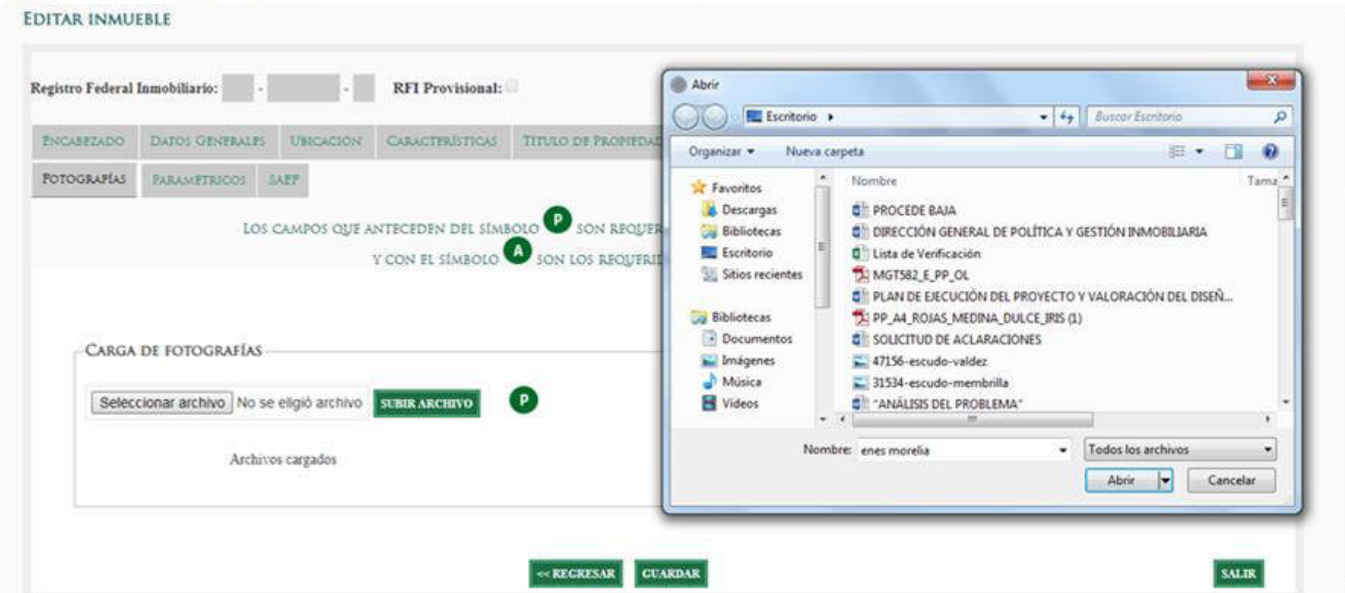 EDITAR INMUEBLE
Registro Federal Inmobiliario: - - RFI Provisional:
ENCABEZADO DATOS GENERALES UBICACIÓN CARACTERÍSTICAS TÍTULO DE PROPIEDAD
FOTOGRAFÍAS PARAMETRICOS SAEF
LOS CAMPOS QUE ANTECEDEN DEL SÍMBOLO P SON REQUER
Y CON EL SÍMBOLO A SON LOS REQUERID
CARGA DE FOTOGRAFÍAS
Seleccionar archivo No se eligió archivo SUBIR ARCHIVO P
Archivos cargados
<< REGRESAR GUARDAR SALIR
Abrir
Escritorio
Buscar Escritorio
Organizar Nueva carpeta
Favoritos
Descargas
Bibliotecas
Escritorio
Sitios recientes
Bibliotecas
Documentos
Imágenes
Música
Vídeos
Nombre Tama
PROCEDE BAJA
DIRECCIÓN GENERAL DE POLÍTICA Y GESTIÓN INMOBILIARIA
Lista de Verificación
MGT582_E_PP_OL
PLAN DE EJECUCIÓN DEL PROYECTO Y VALORACIÓN DEL DISEÑ...
PP_A4_ROJAS_MEDINA_DULCE_IRIS (1)
SOLICITUD DE ACLARACIONES
47156-escudo-valdez
31534-escudo-membrilla
"ANÁLISIS DEL PROBLEMA"
Nombre: enes morelia Todos los archivos
Abrir Cancelar